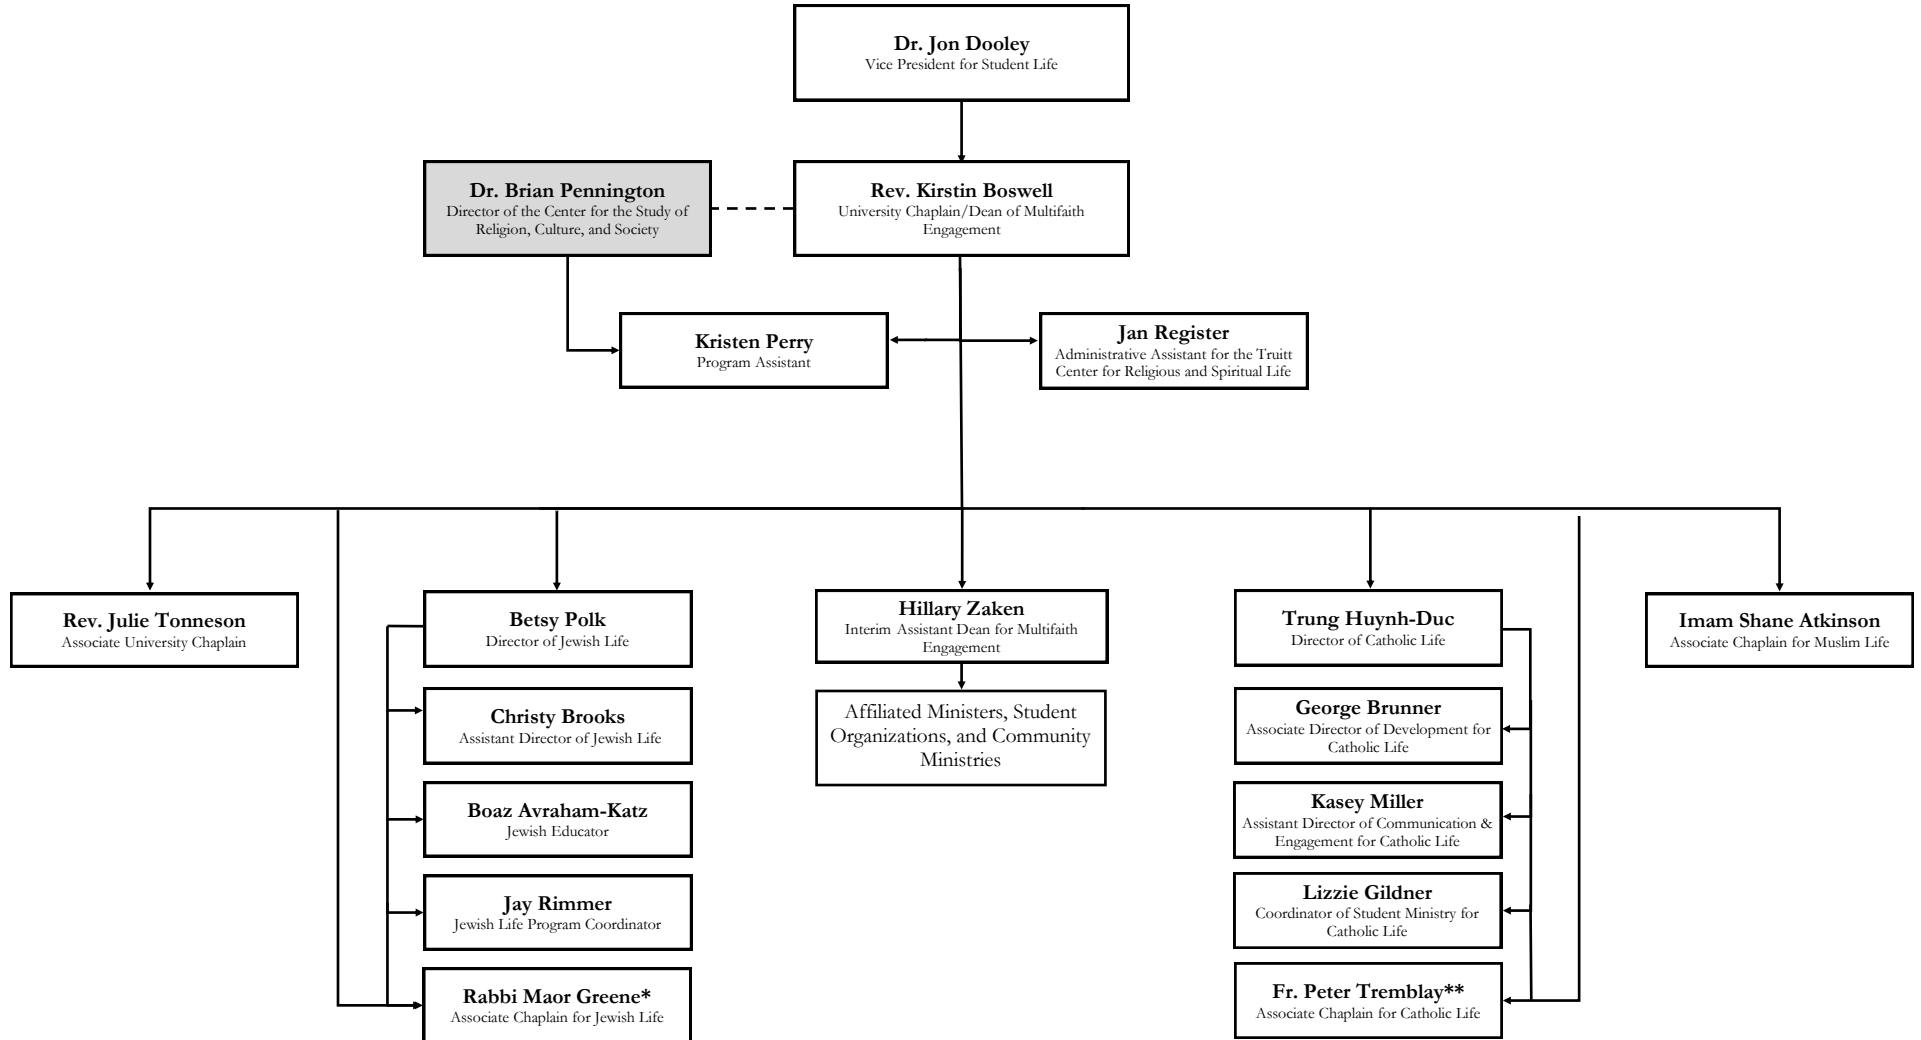 Dr. Jon Dooley
Vice President for Student Life
Dr. Brian Pennington
Director of the Center for the Study of
Religion, Culture, and Society
Rev. Kirstin Boswell
University Chaplain/Dean of Multifaith
Engagement
Kristen Perry
Program Assistant
Jan Register
Administrative Assistant for the Truitt
Center for Religious and Spiritual Life
Rev. Julie Tonneson
Associate University Chaplain
Betsy Polk
Director of Jewish Life
Christy Brooks
Assistant Director of Jewish Life
Boaz Avraham-Katz
Jewish Educator
Jay Rimmer
Jewish Life Program Coordinator
Rabbi Maor Greene*
Associate Chaplain for Jewish Life
Hillary Zaken
Interim Assistant Dean for Multifaith
Engagement
Affiliated Ministers, Student
Organizations, and Community
Ministries
Trung Huynh-Duc
Director of Catholic Life
George Brunner
Associate Director of Development for
Catholic Life
Kasey Miller
Assistant Director of Communication &
Engagement for Catholic Life
Lizzie Gildner
Coordinator of Student Ministry for
Catholic Life
Fr. Peter Tremblay**
Associate Chaplain for Catholic Life
Imam Shane Atkinson
Associate Chaplain for Muslim Life